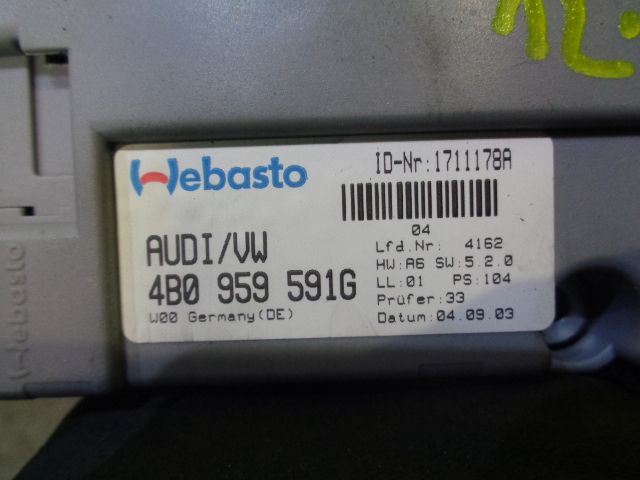 Webasto
ID-Nr:1711178A
04
AUDI/VW
4B0 959 591G
W00 Germany(DE)
Lfd.Nr: 4162
HW:A6 SW:5.2.0
LL:01 PS:104
Prüfer:33
Datum:04.09.03
Webasto